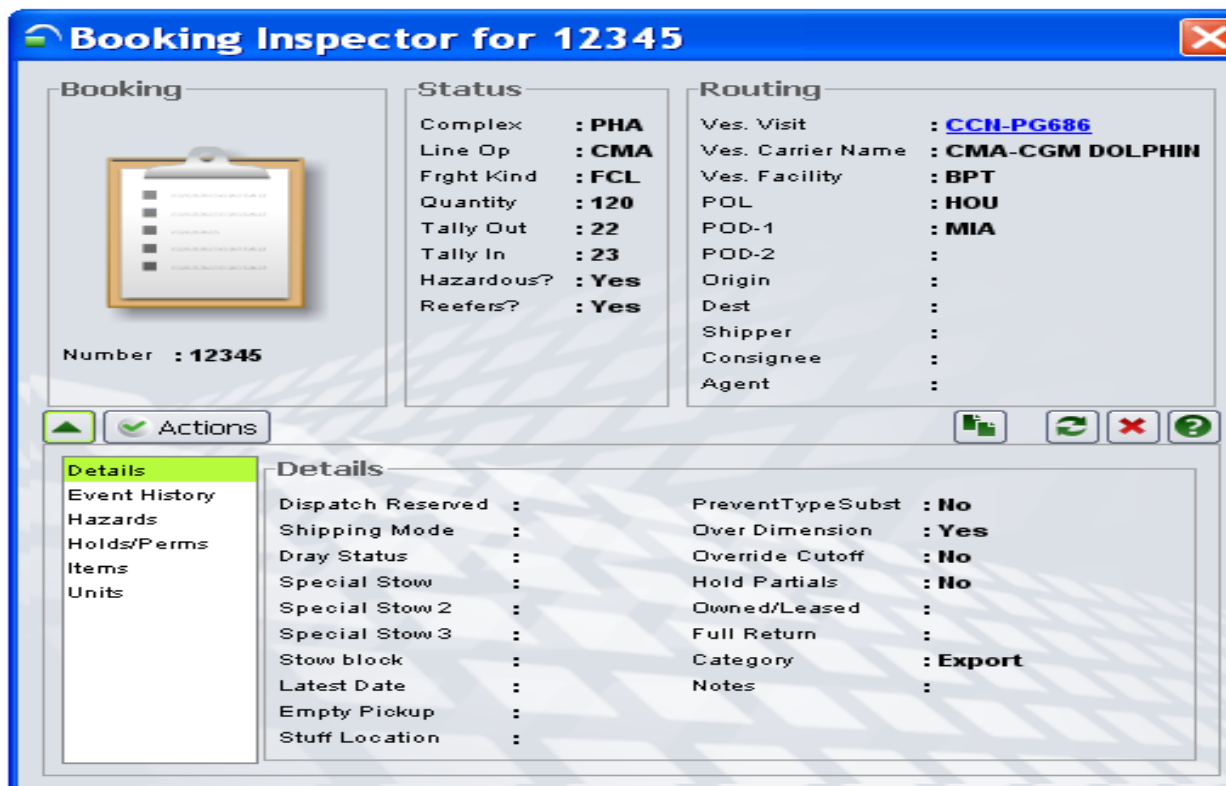 Booking Inspector for 12345
Booking
Number : 12345
Status
Complex : PHA
Line Op : CMA
Frght Kind : FCL
Quantity : 120
Tally Out : 22
Tally In : 23
Hazardous? : Yes
Reefers? : Yes
Routing
Ves. Visit : CCN-PG686
Ves. Carrier Name : CMA-CGM DOLPHIN
Ves. Facility : BPT
POL : HOU
POD-1 : MIA
POD-2 :
Origin :
Dest :
Shipper :
Consignee :
Agent :
Actions
Details
Event History
Hazards
Holds/Perms
Items
Units
Details
Dispatch Reserved :
Shipping Mode :
Dray Status :
Special Stow :
Special Stow 2 :
Special Stow 3 :
Stow block :
Latest Date :
Empty Pickup :
Stuff Location :
PreventTypeSubst : No
Over Dimension : Yes
Override Cutoff : No
Hold Partials : No
Owned/Leased :
Full Return :
Category : Export
Notes :